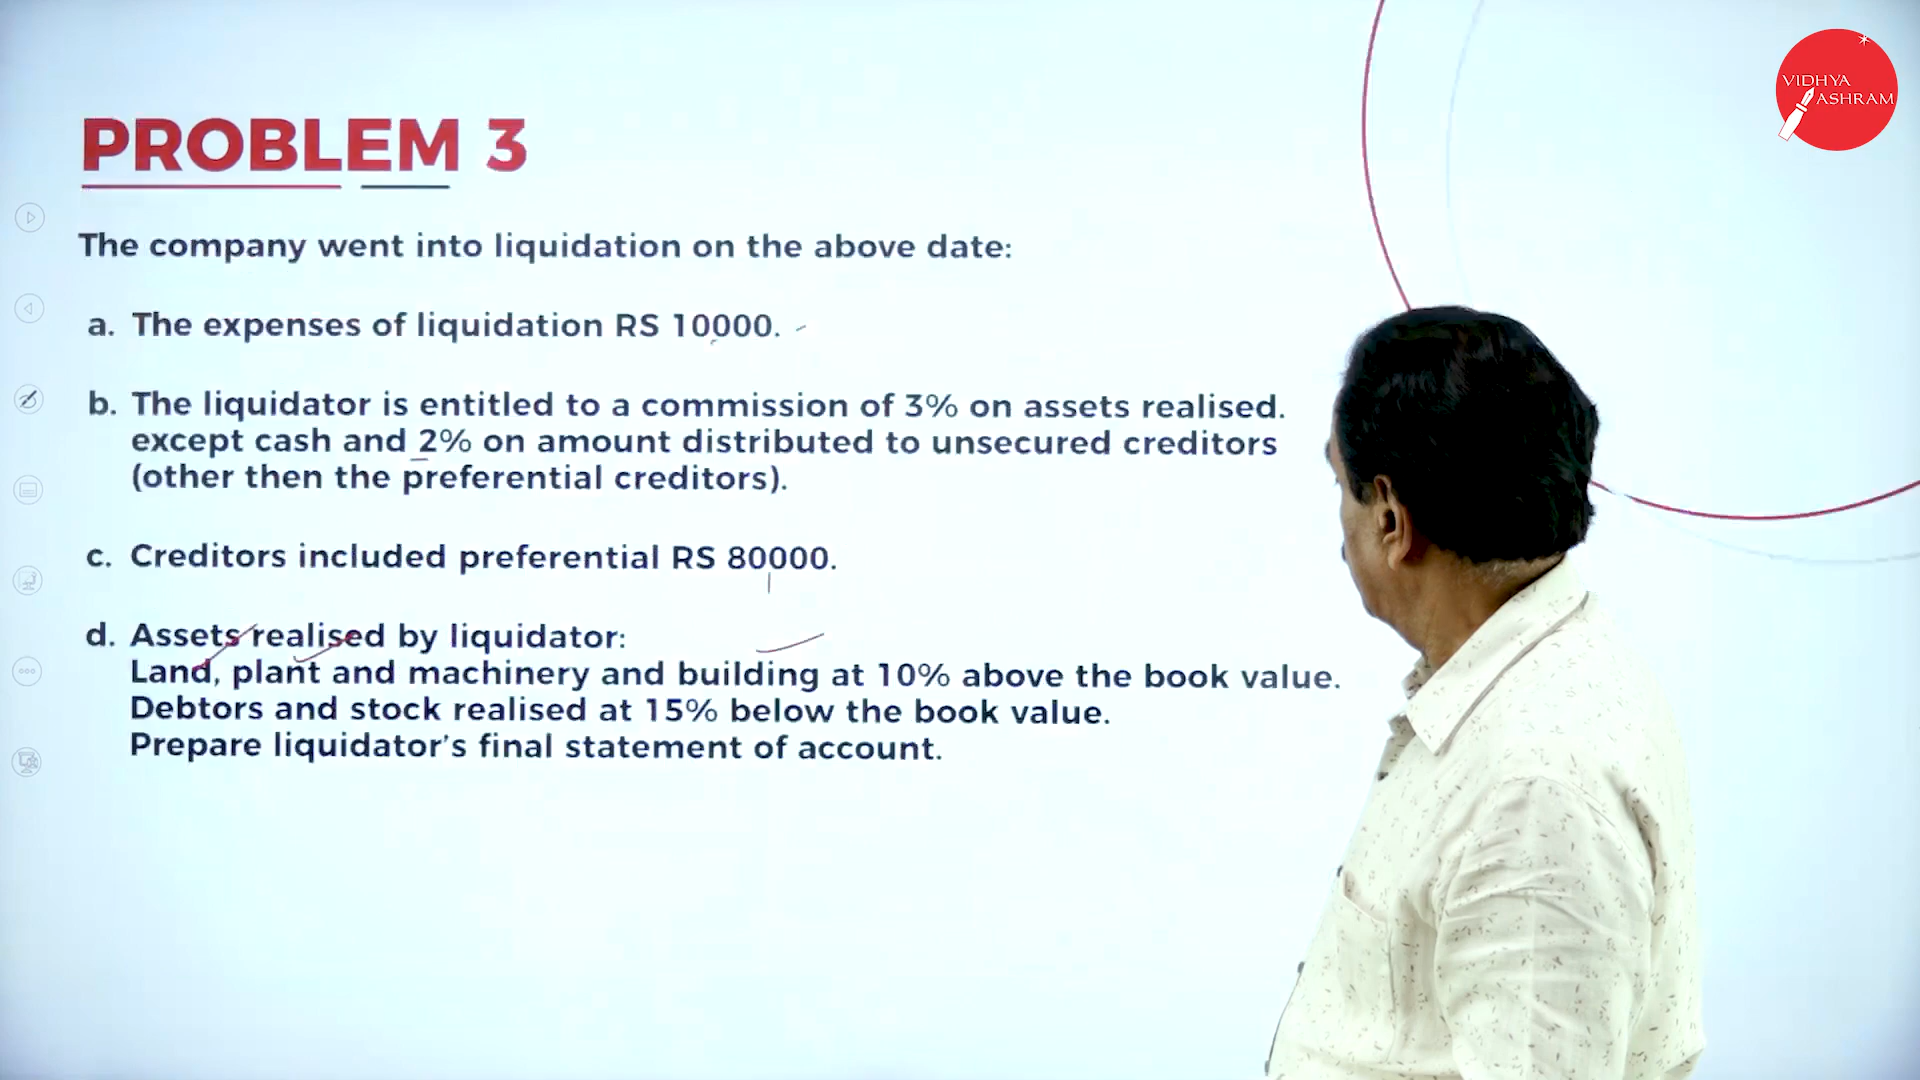 VIDHYA
ASHRAM
PROBLEM 3
The company went into liquidation on the above date:
a. The expenses of liquidation RS 10000.
b. The liquidator is entitled to a commission of 3% on assets realised.
except cash and 2% on amount distributed to unsecured creditors
(other then the preferential creditors).
c. Creditors included preferential RS 80000.
d. Assets realised by liquidator:
Land, plant and machinery and building at 10% above the book value.
Debtors and stock realised at 15% below the book value.
Prepare liquidator's final statement of account.